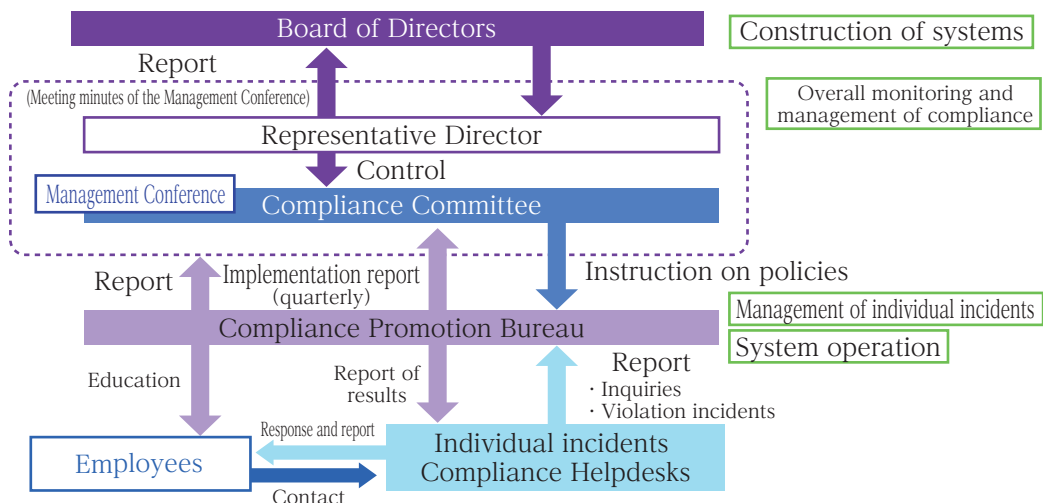 Board of Directors
Construction of systems
Report
(Meeting minutes of the Management Conference)
Overall monitoring and
management of compliance
Representative Director
Control
Management Conference
Compliance Committee
Report
Implementation report
(quarterly)
Instruction on policies
Compliance Promotion Bureau
Management of individual incidents
System operation
Education
Report of
results
Report
・Inquiries
・Violation incidents
Response and report
Employees
Individual incidents
Compliance Helpdesks
Contact